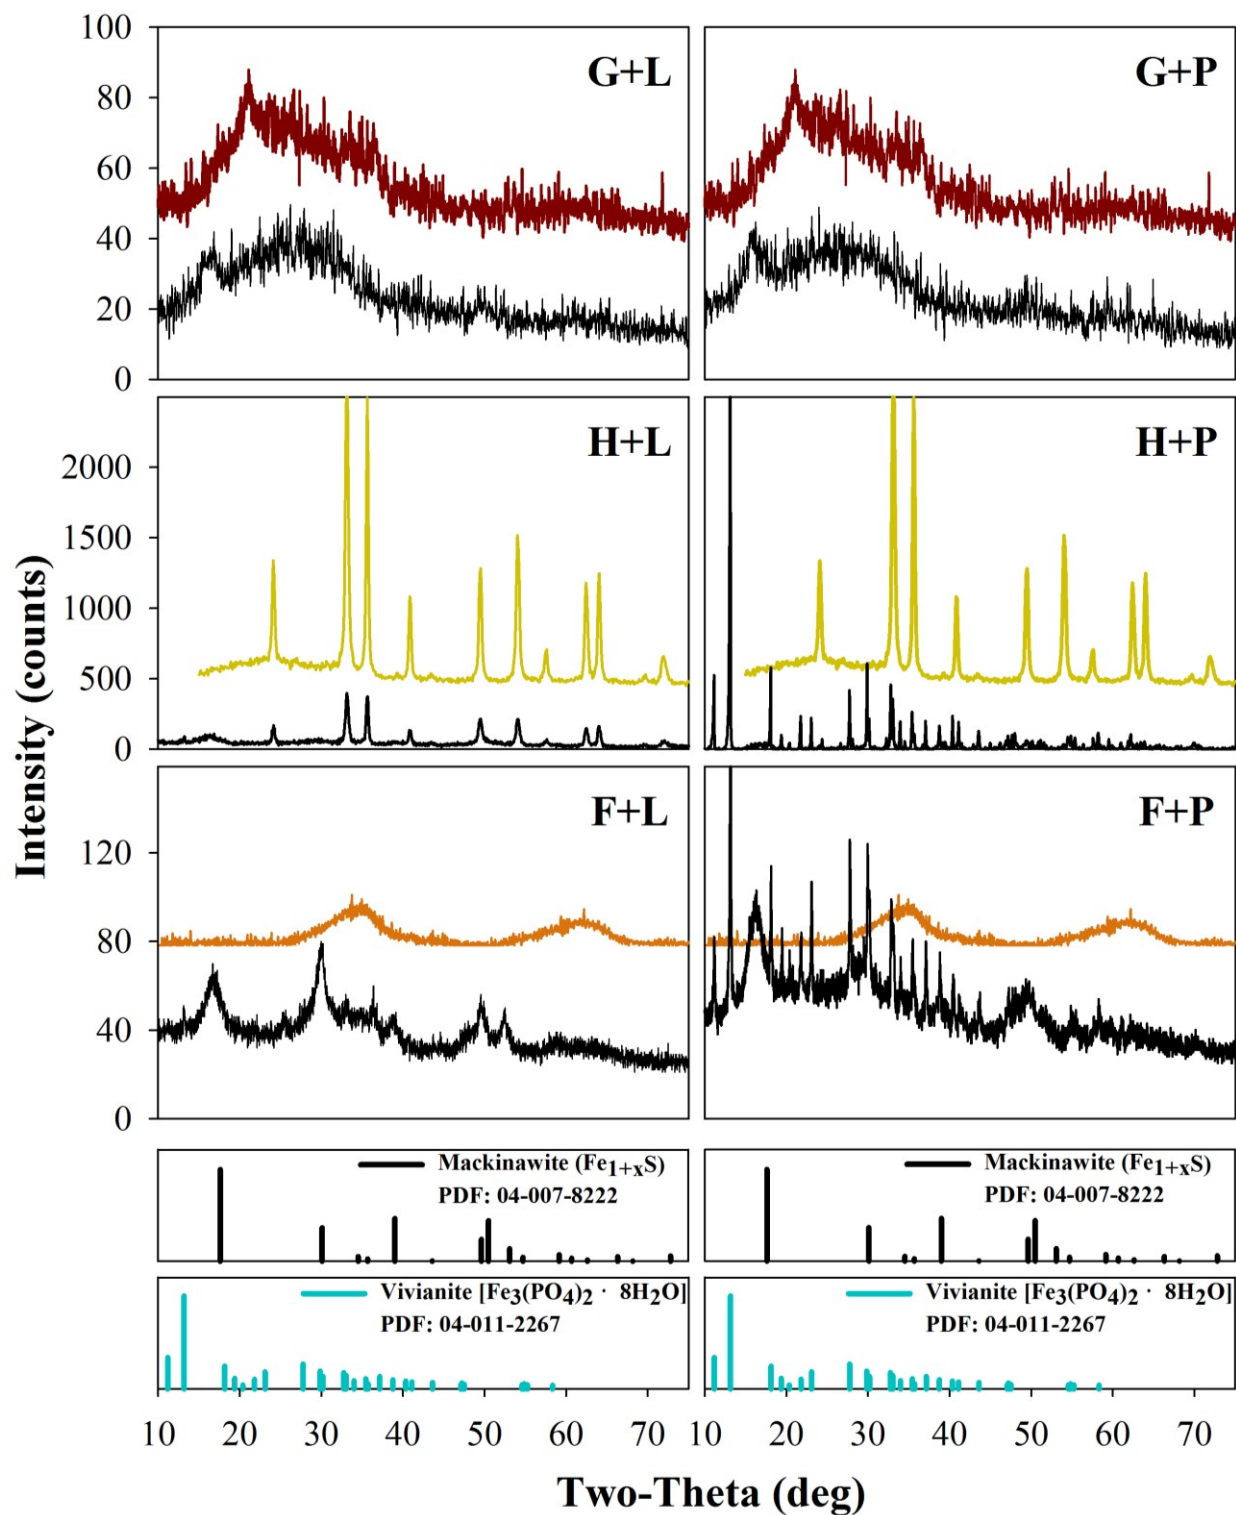 100
80
60
40
20
0
G+L
G+P
2000
1500
1000
500
0
H+L
H+P
120
80
40
0
F+L
F+P
Intensity (counts)
Mackinawite (Fe1+xS)
PDF: 04-007-8222
Mackinawite (Fe1+xS)
PDF: 04-007-8222
Vivianite [Fe3(PO4)2 · 8H2O]
PDF: 04-011-2267
Vivianite [Fe3(PO4)2 · 8H2O]
PDF: 04-011-2267
10 20 30 40 50 60 70
10 20 30 40 50 60 70
Two-Theta (deg)